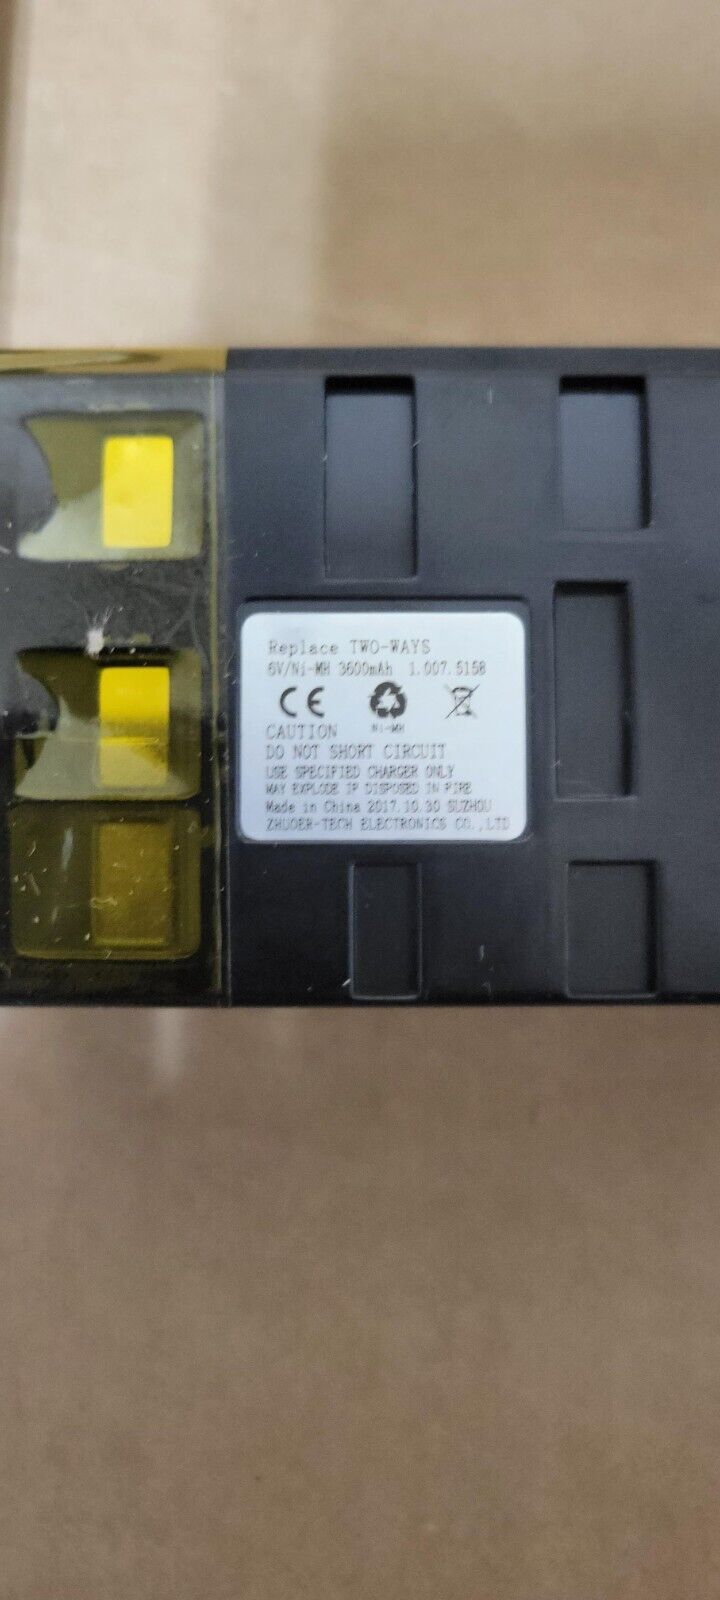 Replace TWO-WAYS
6V/Ni-MH 3600mAh 1.007.5158
CE
Ni-MH
CAUTION
DO NOT SHORT CIRCUIT
USE SPECIFIED CHARGER ONLY
MAY EXPLODE IF DISPOSED IN FIRE
Made in China 2017.10.30 SUZHOU
ZHUOER-TECH ELECTRONICS CO.,LTD